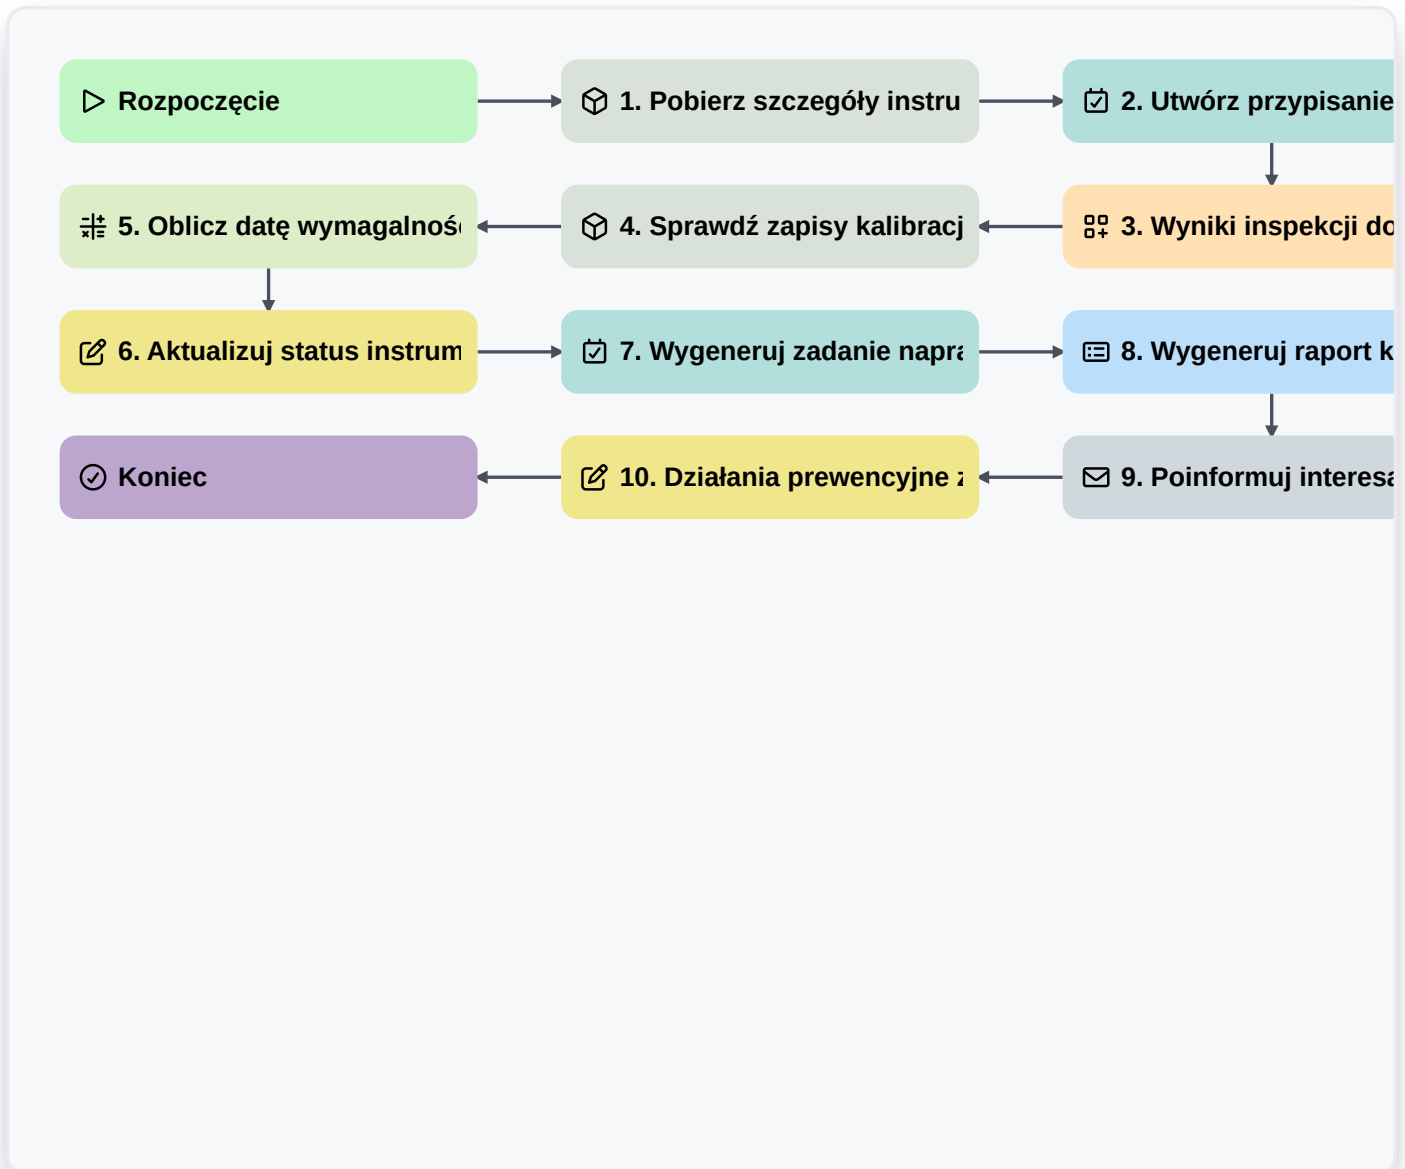 Rozpoczęcie
1. Pobierz szczegóły instru
2. Utwórz przypisanie
3. Wyniki inspekcji do
4. Sprawdź zapisy kalibracj
5. Oblicz datę wymagalnoś
6. Aktualizuj status instrum
7. Wygeneruj zadanie napra
8. Wygeneruj raport k
9. Poinformuj interesa
10. Działania prewencyjne z
Koniec